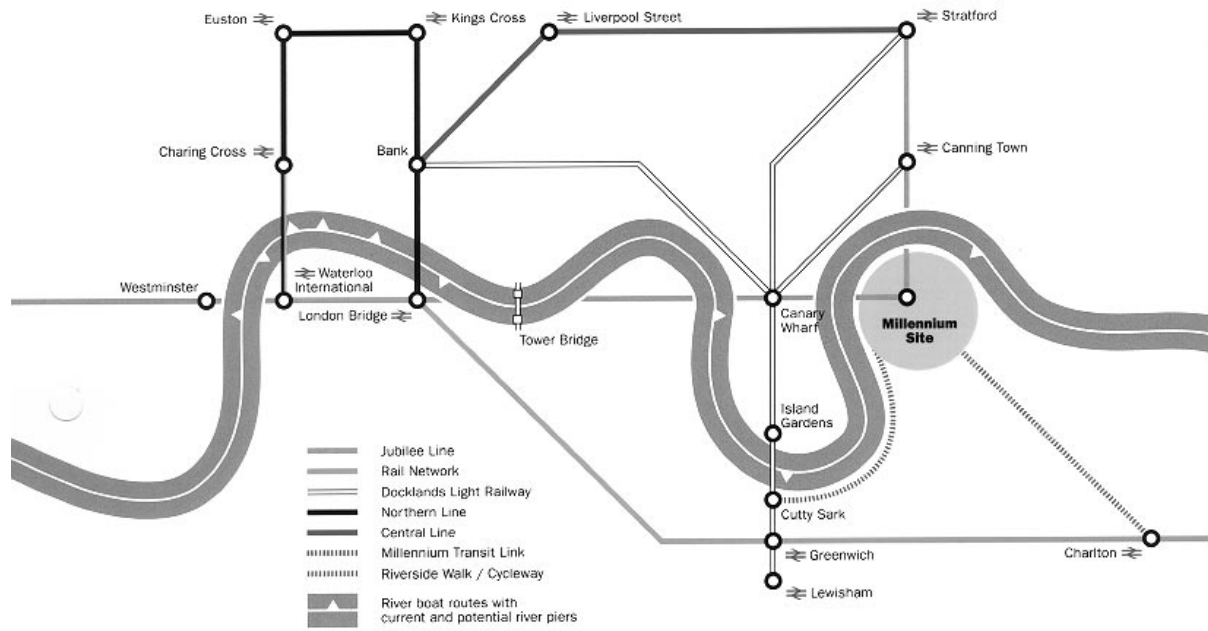 Euston
Kings Cross
Liverpool Street
Stratford
Charing Cross
Bank
Canning Town
Westminster
Waterloo
International
London Bridge
Tower Bridge
Canary
Wharf
Millennium
Site
Island
Gardens
Cutty Sark
Greenwich
Charlton
Lewisham
Jubilee Line
Rail Network
Docklands Light Railway
Northern Line
Central Line
Millennium Transit Link
Riverside Walk / Cycleway
River boat routes with
current and potential river piers